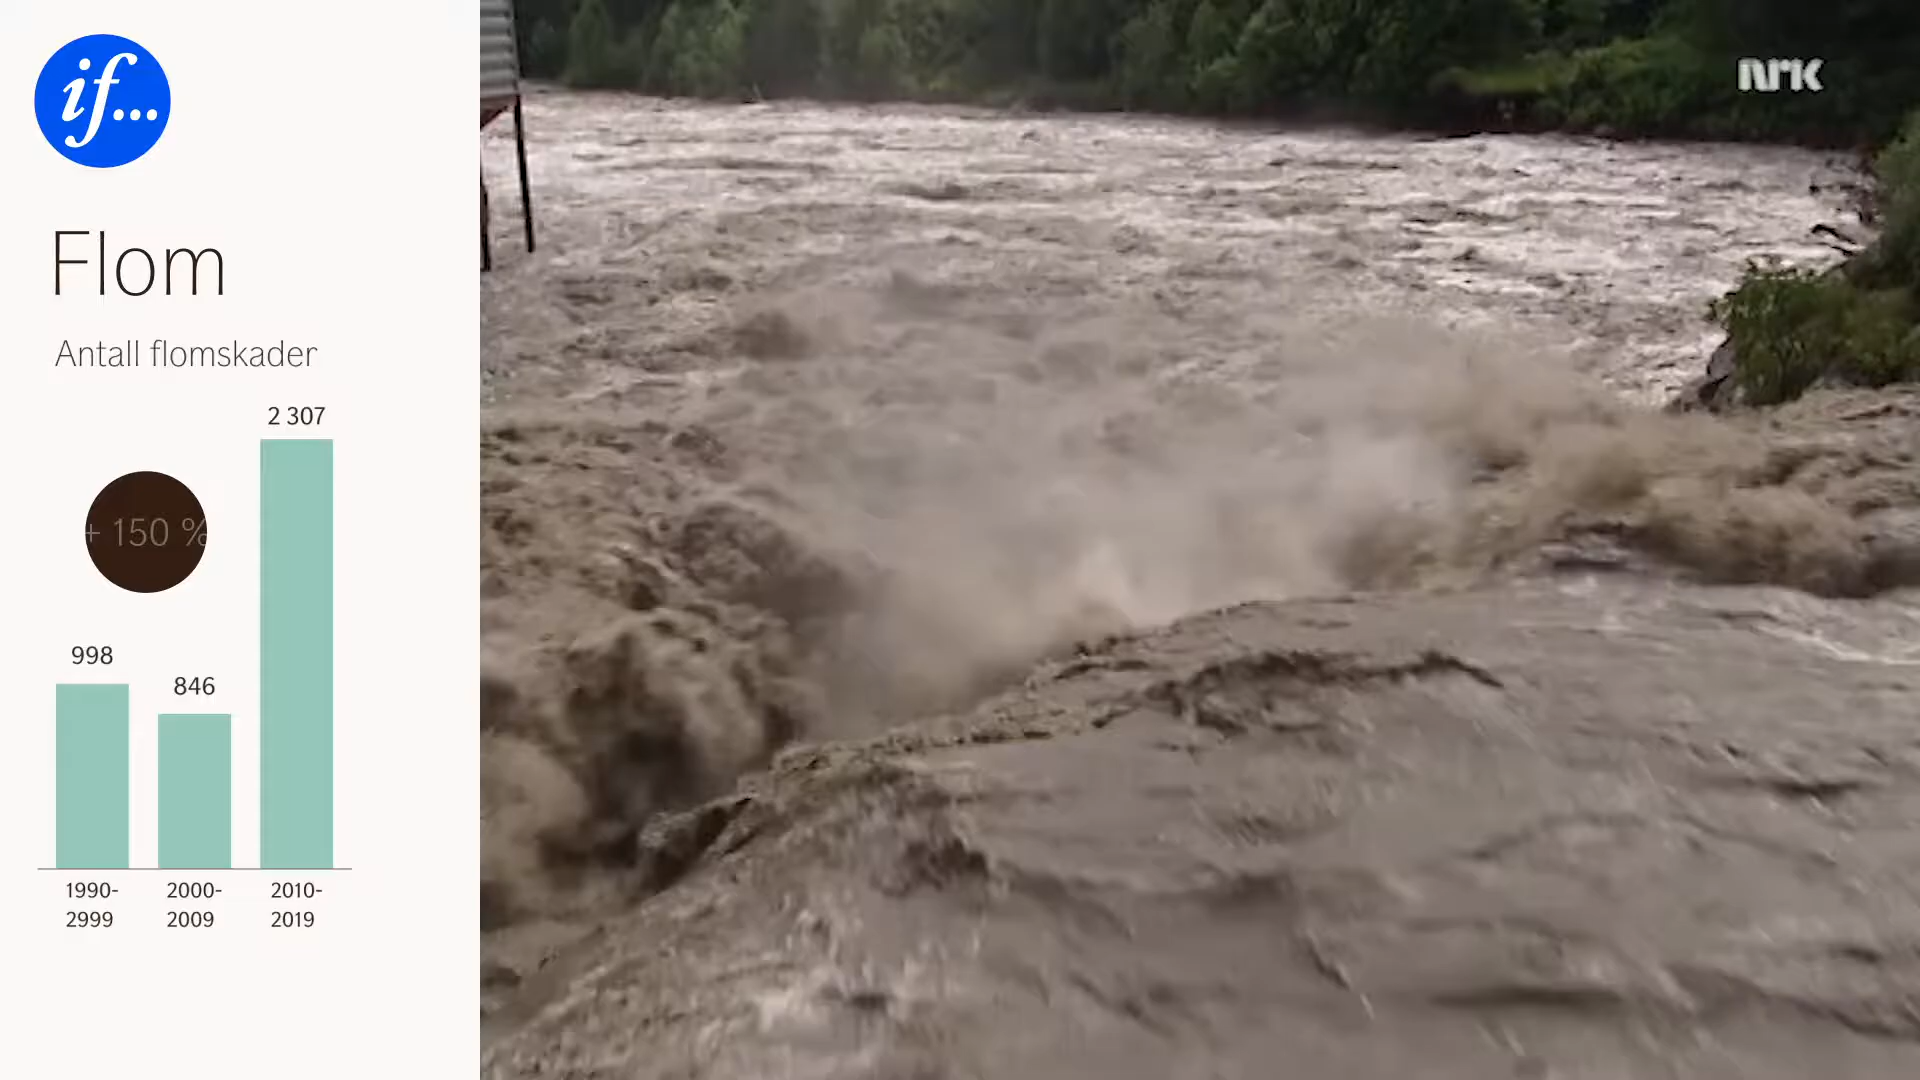 if...
nrk
Flom
Antall flomskader
2 307
+ 150 %
998
846
1990-
2999
2000-
2009
2010-
2019